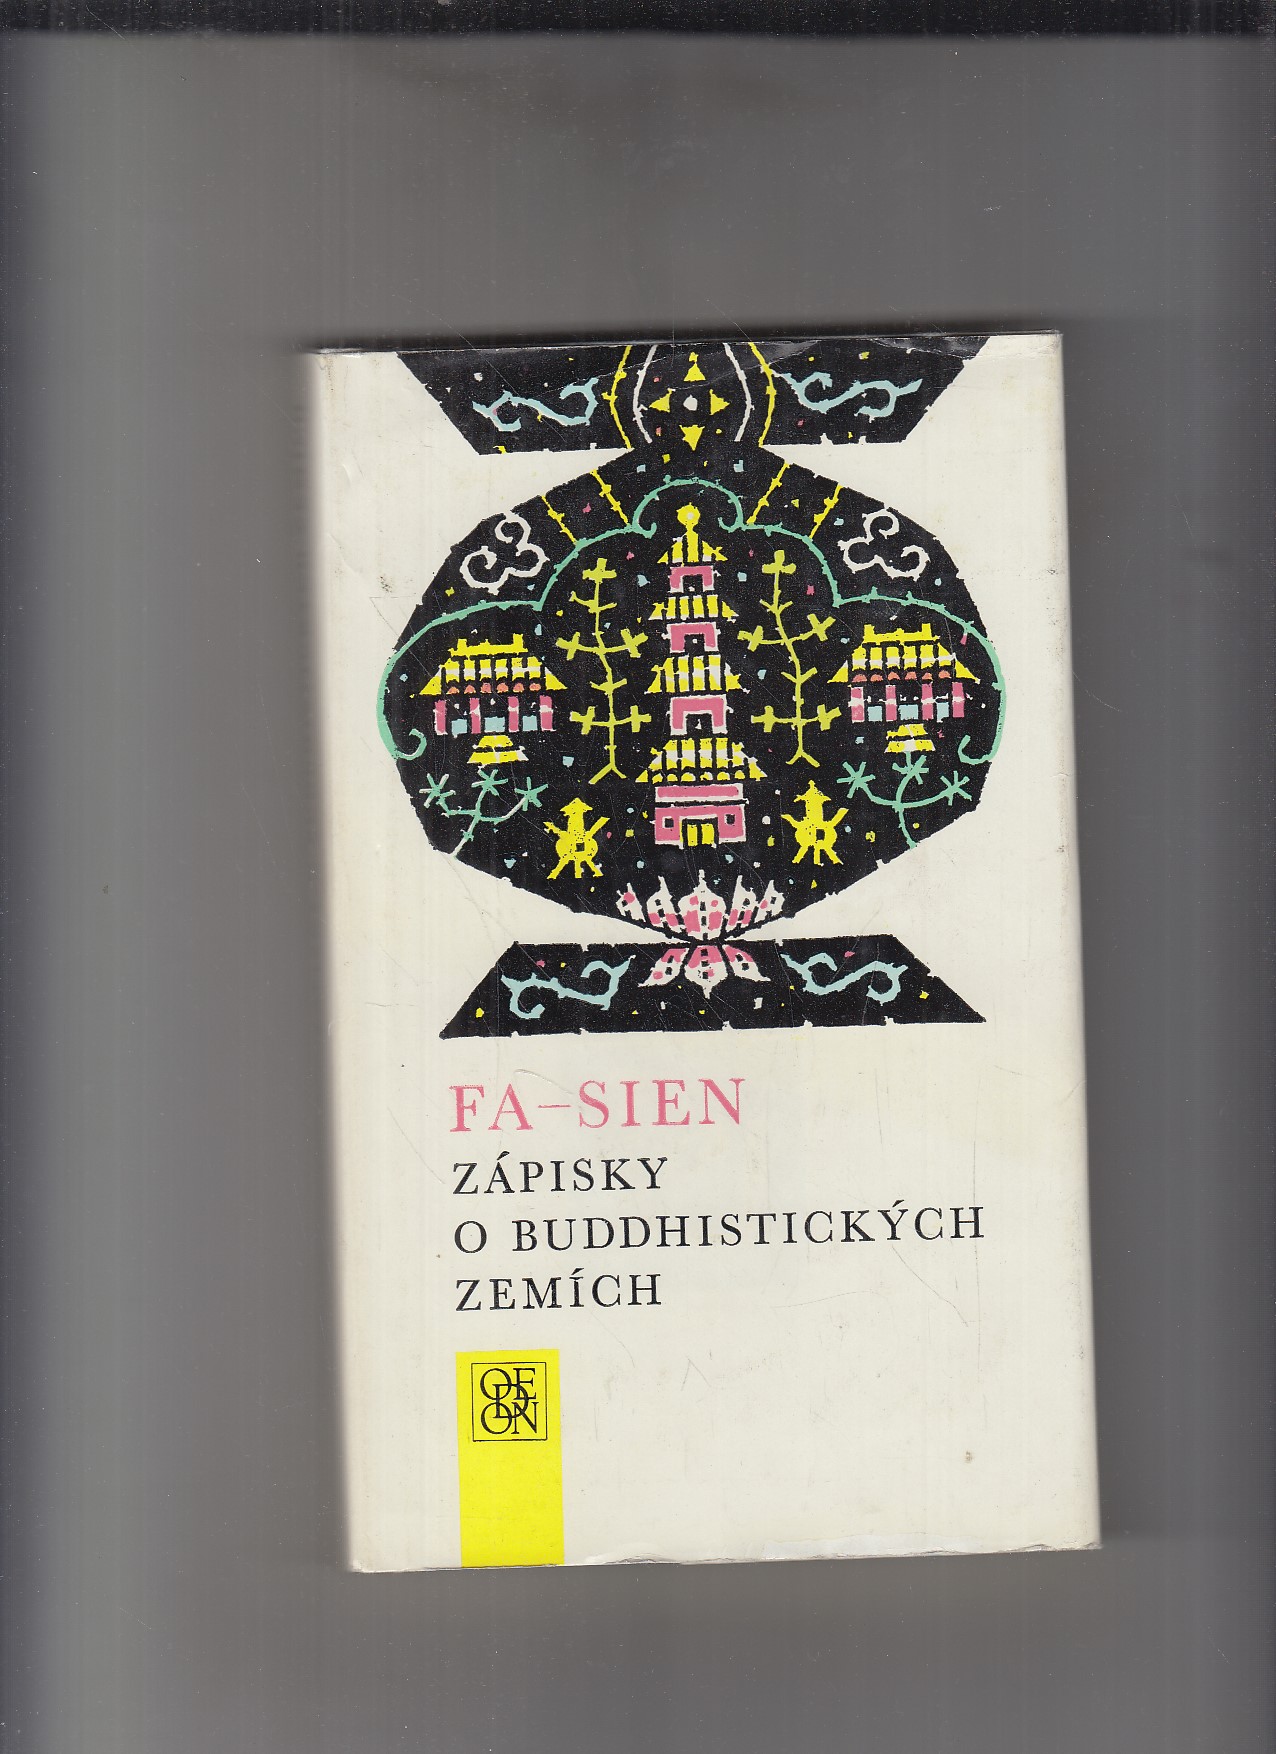 FA–SIEN
ZÁPISKY
O BUDDHISTICKÝCH
ZEMÍCH
ODEON